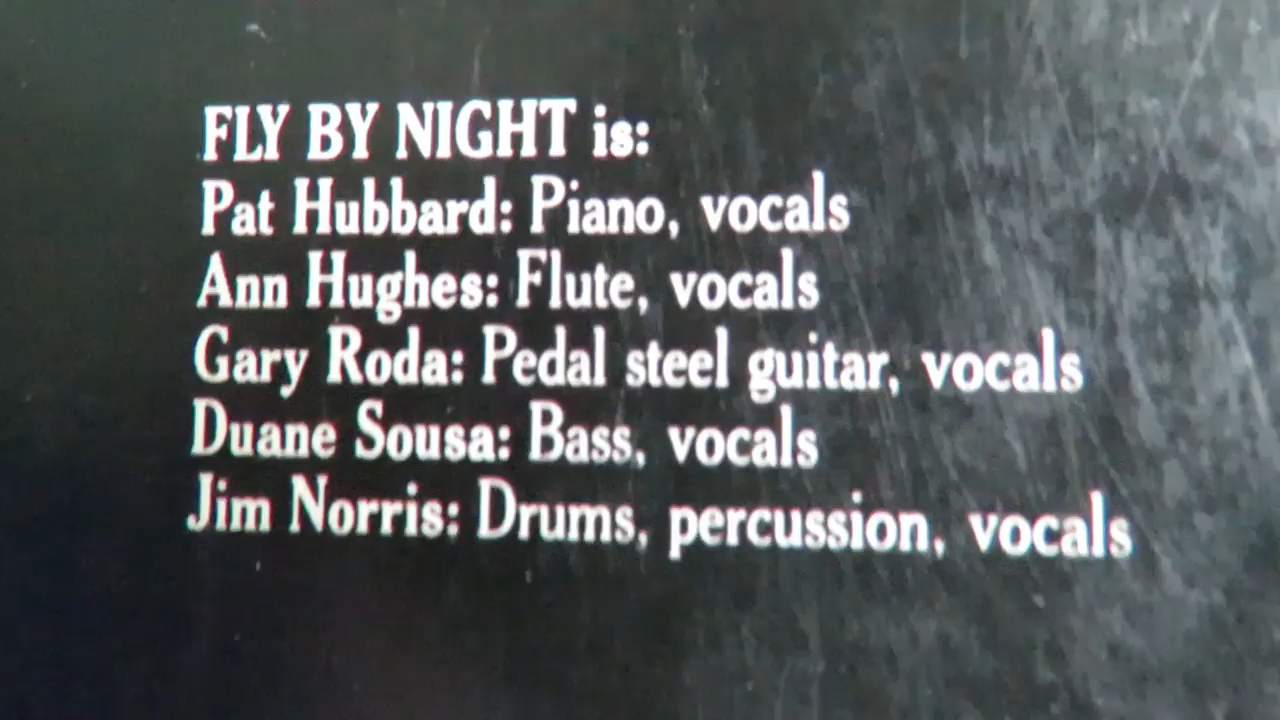 FLY BY NIGHT is:
Pat Hubbard: Piano, vocals
Ann Hughes: Flute, vocals
Gary Roda: Pedal steel guitar, vocals
Duane Sousa: Bass, vocals
Jim Norris: Drums, percussion, vocals